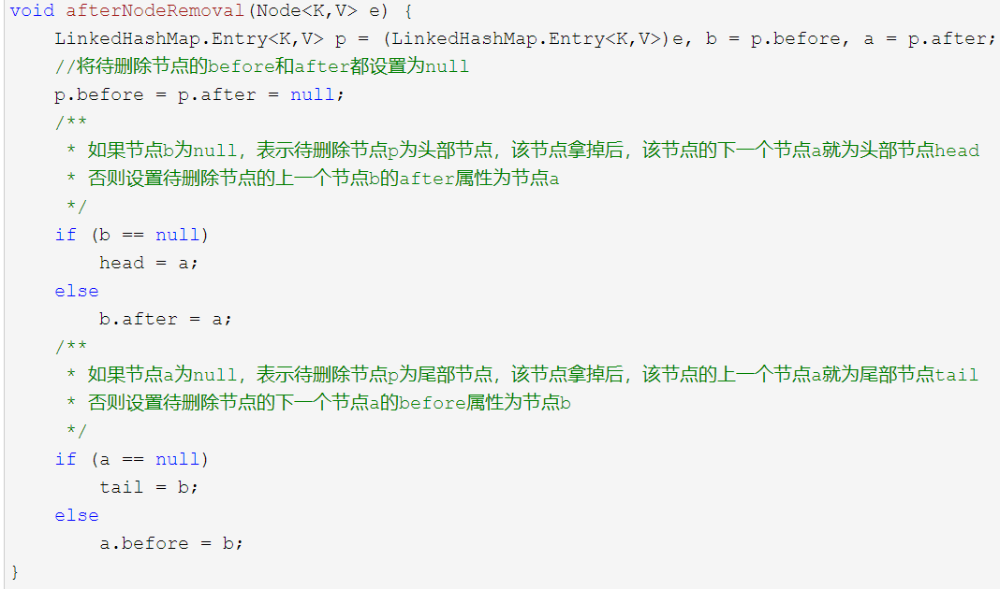 void afterNodeRemoval(Node<K,V> e) {
    LinkedHashMap.Entry<K,V> p = (LinkedHashMap.Entry<K,V>)e, b = p.before, a = p.after;
    //将待删除节点的before和after都设置为null
    p.before = p.after = null;
    /**
     * 如果节点b为null，表示待删除节点p为头部节点，该节点拿掉后，该节点的下一个节点a就为头部节点head
     * 否则设置待删除节点的上一个节点b的after属性为节点a
     */
    if (b == null)
        head = a;
    else
        b.after = a;
    /**
     * 如果节点a为null，表示待删除节点p为尾部节点，该节点拿掉后，该节点的上一个节点a就为尾部节点tail
     * 否则设置待删除节点的下一个节点a的before属性为节点b
     */
    if (a == null)
        tail = b;
    else
        a.before = b;
}